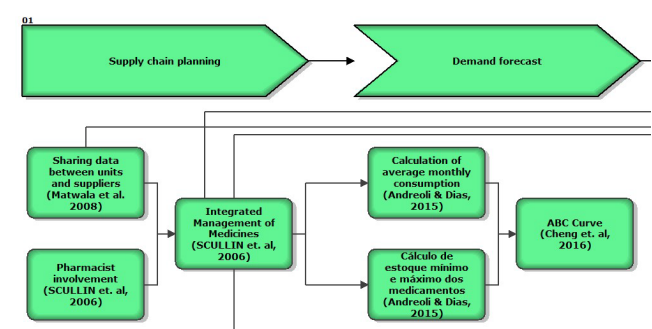 01
Supply chain planning
Demand forecast
Sharing data
between units
and suppliers
(Matwala et al.
2008)
Pharmacist
involvement
(SCULLIN et. al,
2006)
Integrated
Management of
Medicines
(SCULLIN et. al,
2006)
Calculation of
average monthly
consumption
(Andreoli & Dias,
2015)
Cálculo de
estoque mínimo
e máximo dos
medicamentos
(Andreoli & Dias,
2015)
ABC Curve
(Cheng et. al,
2016)